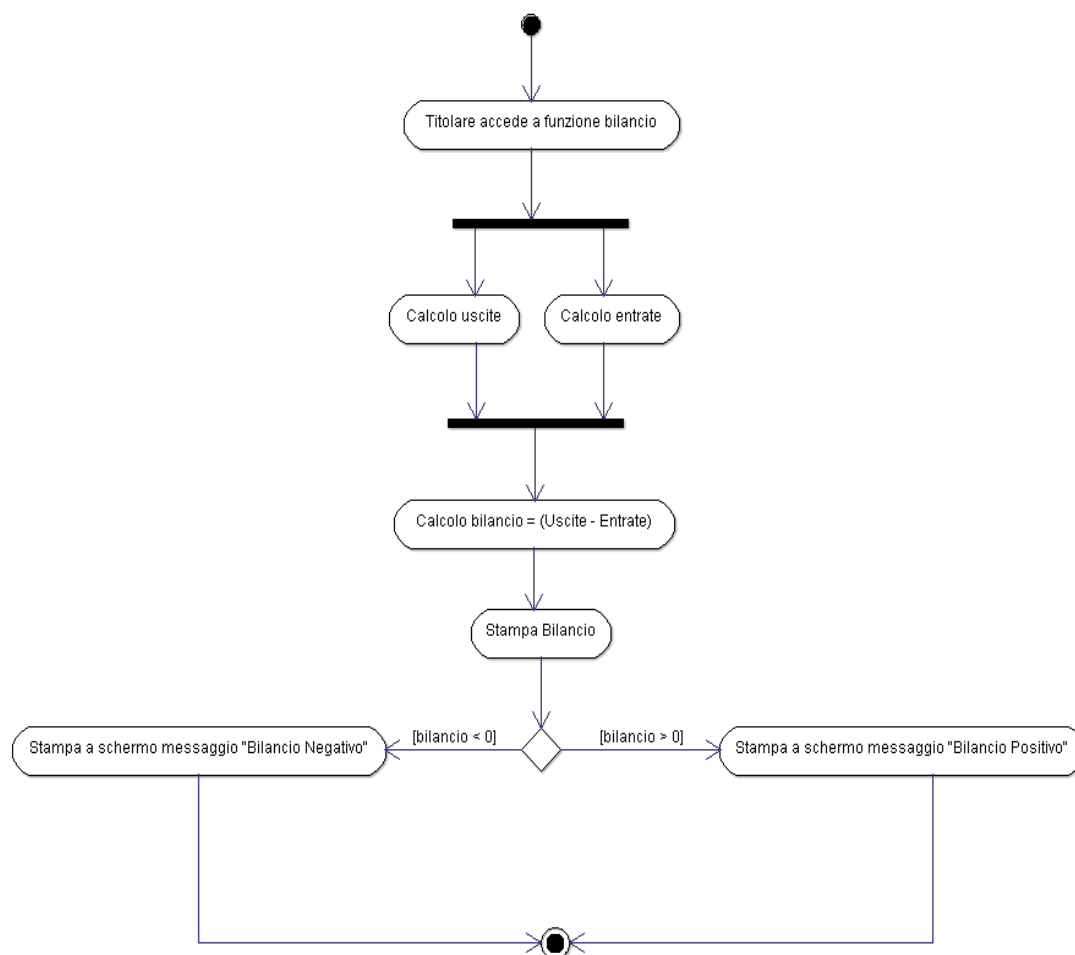 Titolare accede a funzione bilancio
Calcolo uscite
Calcolo entrate
Calcolo bilancio = (Uscite - Entrate)
Stampa Bilancio
[bilancio < 0]
[bilancio > 0]
Stampa a schermo messaggio "Bilancio Negativo"
Stampa a schermo messaggio "Bilancio Positivo"